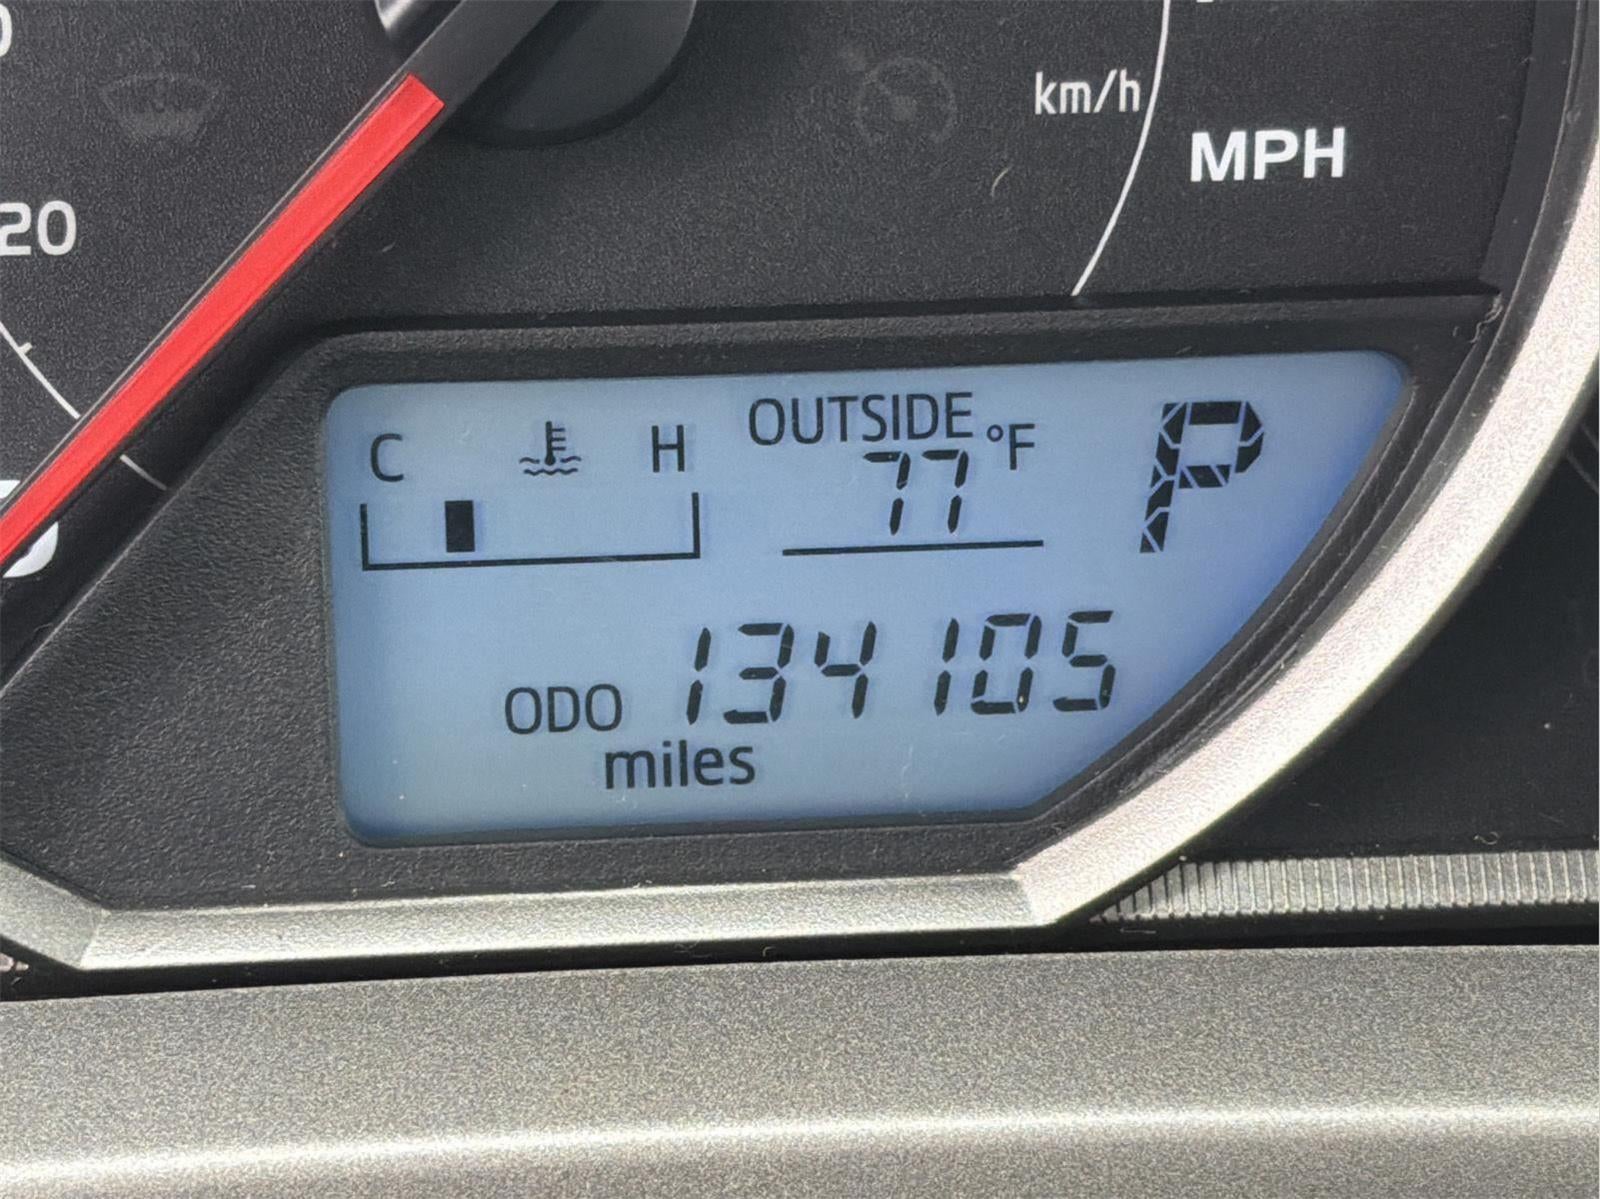 20
km/h
MPH
C H OUTSIDE °F P
77
ODO 134105
miles